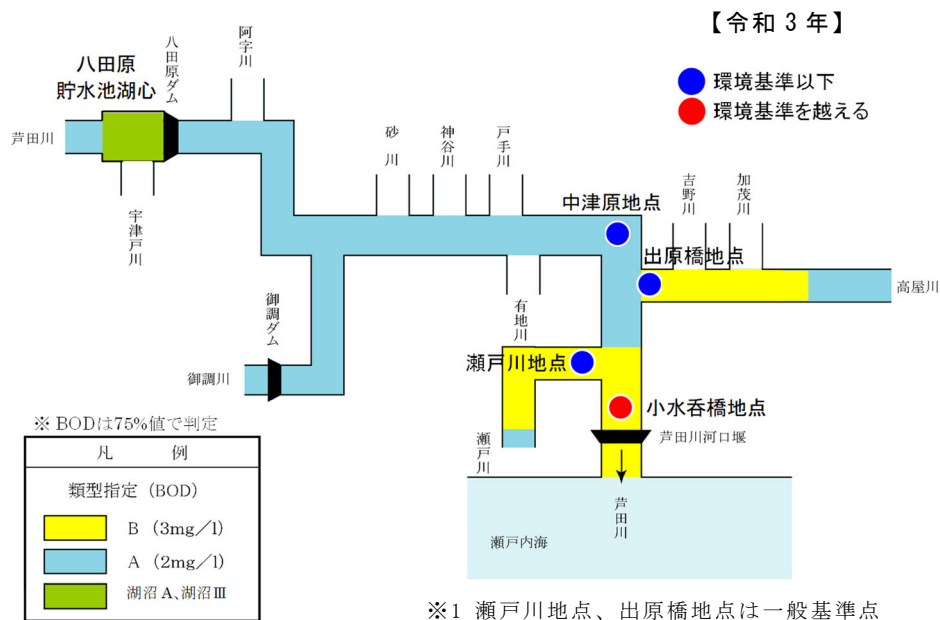 【令和3年】
環境基準以下
環境基準を越える
八田原
貯水池湖心
八田原ダム
阿字川
芦田川
宇津戸川
砂川
神谷川
戸手川
中津原地点
吉野川
加茂川
出原橋地点
高屋川
御調ダム
有地川
御調川
瀬戸川地点
小水呑橋地点
瀬戸川
芦田川河口堰
芦田川
瀬戸内海
※ BODは75%値で判定
凡 例
類型指定 (BOD)
B (3mg/l)
A (2mg/l)
湖沼A、湖沼Ⅲ
※1 瀬戸川地点、出原橋地点は一般基準点